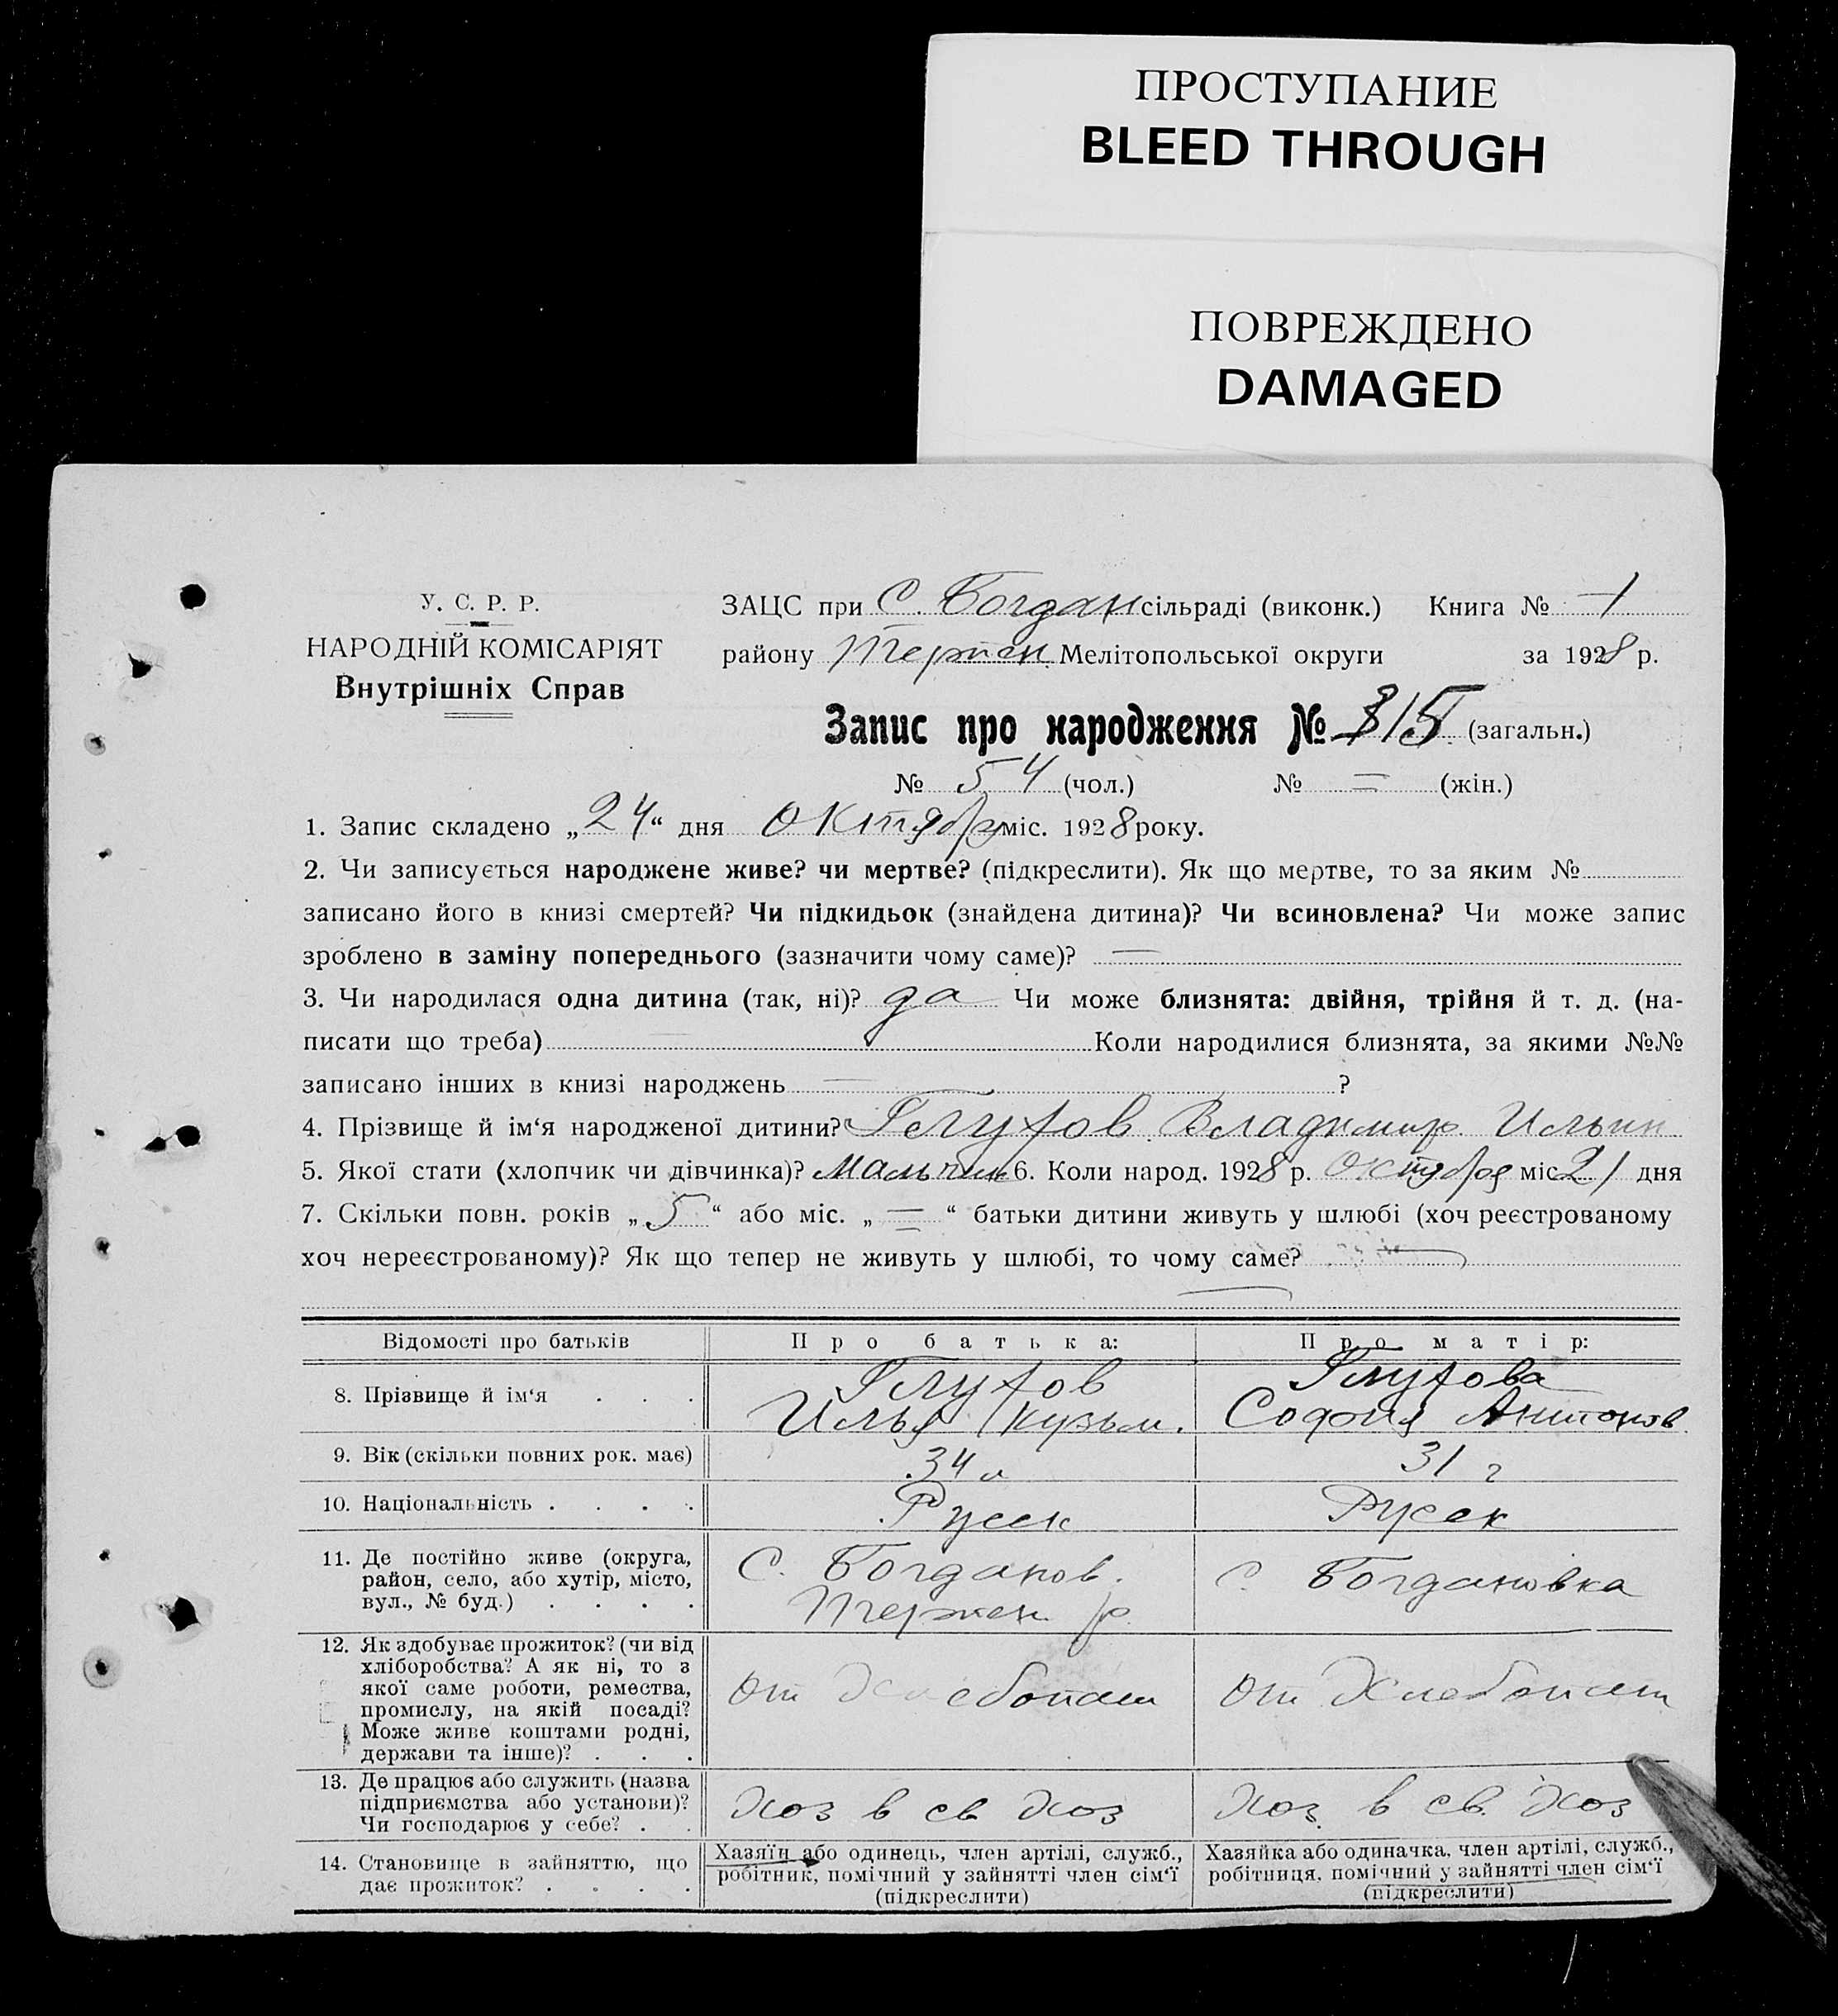 ПРОСТУПАНИЕ
BLEED THROUGH
ПОВРЕЖДЕНО
DAMAGED
У. С. Р. Р.
НАРОДНІЙ КОМІСАРІЯТ
Внутрішніх Справ
ЗАЦС при С. Богдан сільраді (виконк.) Книга № 1
району Терпен. Мелітопольської округи за 1928 р.
Запис про народження № 315 (загальн.)
№ 54 (чол.) № = (жін.)
1. Запис складено „24“ дня Октября міс. 1928 року.
2. Чи записується народжене живе? чи мертве? (підкреслити). Як що мертве, то за яким №
записано його в книзі смертей? Чи підкидьок (знайдена дитина)? Чи всиновлена? Чи може запис
зроблено в заміну попереднього (зазначити чому саме)? —
3. Чи народилася одна дитина (так, ні)? да Чи може близнята: двійня, трійня й т. д. (на-
писати що треба) — Коли народилися близнята, за якими №№
записано інших в книзі народжень — ?
4. Прізвище й ім‘я народженої дитини? Глухов Владимир Ильин
5. Якої стати (хлопчик чи дівчинка)? Мальчик 6. Коли народ. 1928 р. Октября міс 21 дня
7. Скільки повн. років „5“ або міс. „=“ батьки дитини живуть у шлюбі (хоч реєстрованому
хоч нереєстрованому)? Як що тепер не живуть у шлюбі, то чому саме? —
Відомості про батьків Про батька: Про матір:
8. Прізвище й ім‘я . . . Глухов Илья Кузьм. Глухова София Антонов.
9. Вік (скільки повних рок. має) 34 л 31 г
10. Національність . . . . Русск Русск
11. Де постійно живе (округа,
район, село, або хутір, місто,
вул., № буд.) . . . .
С. Богданов.
Терпен р.
с. Богдановка
12. Як здобуває прожиток? (чи від
хліборобства? А як ні, то з
якої саме роботи, ремества,
промислу, на якій посаді?
Може живе коштами родні,
держави та інше)? . . .
От Хлебопаш
От Хлебопаш
13. Де працює або служить (назва
підприємства або установи)?
Чи господарює у себе? . .
Хоз в св хоз
Хоз. в св. хоз
14. Становище в зайняттю, що
дає прожиток? . . . .
Хазяїн або одинець, член артілі, служб.,
робітник, помічний у зайнятті член сім‘ї
(підкреслити)
Хазяйка або одиначка, член артілі, служб.,
робітниця, помічний у зайнятті член сім‘ї
(підкреслити)